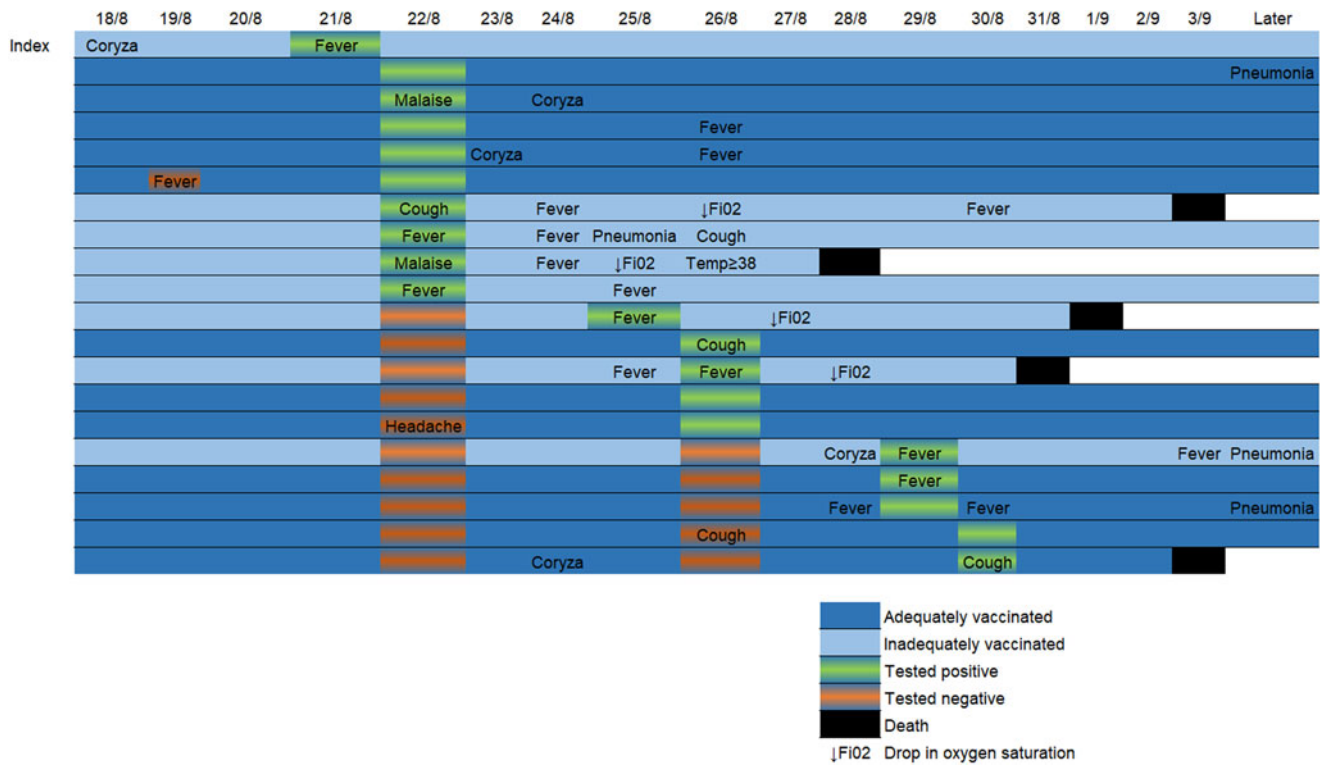 18/8 19/8 20/8 21/8 22/8 23/8 24/8 25/8 26/8 27/8 28/8 29/8 30/8 31/8 1/9 2/9 3/9 Later
Index Coryza Fever
Pneumonia
Malaise Coryza
Fever
Coryza Fever
Fever
Cough Fever ↓Fi02 Fever
Fever Fever Pneumonia Cough
Malaise Fever ↓Fi02 Temp≥38
Fever Fever
Fever ↓Fi02
Cough
Fever Fever ↓Fi02
Headache
Coryza Fever Fever Pneumonia
Fever
Fever Fever Pneumonia
Cough
Coryza Cough
Adequately vaccinated
Inadequately vaccinated
Tested positive
Tested negative
Death
↓Fi02 Drop in oxygen saturation